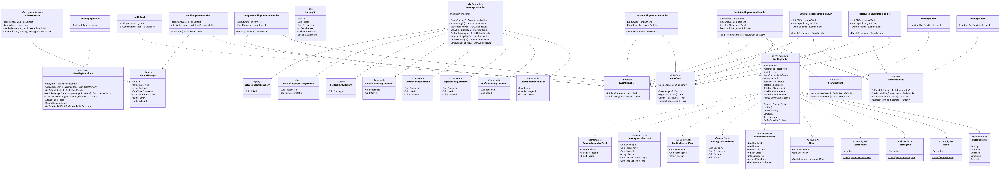 «BackgroundService»
OutboxProcessor
-BookingDbContext _dbContext
-IConnection _connection
note: Polls every 10s, publishes to RabbitMQ
note: routing key booking.eventtype, max 5 retries
BookingRepository
-BookingDbContext _context
UnitOfWork
-BookingDbContext _context
-IDbContextTransaction? _transaction
RabbitMqEventPublisher
-BookingDbContext _dbContext
note: Writes events to OutboxMessages table
+Publish<T>(domainEvent) : Task
CompleteBookingCommandHandler
-IUnitOfWork _unitOfWork
-IEventPublisher _eventPublisher
+Handle(command) : Task<Result>
«DTO»
BookingDto
+Guid Id
+Guid RideId
+Guid PassengerId
+int SeatsBooked
+decimal TotalPrice
+BookingStatus Status
«ApiController»
BookingsController
-IMediator _mediator
+CreateBooking() : Task<IActionResult>
+GetBooking(id) : Task<IActionResult>
+GetMyBookings() : Task<IActionResult>
+GetByRide(rideId) : Task<IActionResult>
+ConfirmBooking(id) : Task<IActionResult>
+RejectBooking(id) : Task<IActionResult>
+CancelBooking(id) : Task<IActionResult>
+CompleteBooking(id) : Task<IActionResult>
ConfirmBookingCommandHandler
-IUnitOfWork _unitOfWork
-IEventPublisher _eventPublisher
+Handle(command) : Task<Result>
CreateBookingCommandHandler
-IUnitOfWork _unitOfWork
-IRideGrpcClient _rideClient
-IUserGrpcClient _userClient
-IEventPublisher _eventPublisher
+Handle(command) : Task<Result<BookingDto>>
CancelBookingCommandHandler
-IUnitOfWork _unitOfWork
-IRideGrpcClient _rideClient
-IEventPublisher _eventPublisher
+Handle(command) : Task<Result>
RejectBookingCommandHandler
-IUnitOfWork _unitOfWork
-IRideGrpcClient _rideClient
-IEventPublisher _eventPublisher
+Handle(command) : Task<Result>
UserGrpcClient
-UserGrpc.UserGrpcClient _client
RideGrpcClient
-RideGrpc.RideGrpcClient _client
«interface»
IBookingRepository
+GetById(id) : Task<BookingEntity?>
+GetByPassengerId(passengerId) : Task<IReadOnlyList>
+GetByRideId(rideId) : Task<IReadOnlyList>
+GetByPassengerAndStatus(passengerId, status) : Task<IReadOnlyList>
+ExistsActiveBooking(passengerId, rideId) : Task<bool>
+Add(booking) : Task
+Update(booking) : Task
+GetTotalBookedSeatsForRide(rideId) : Task<int>
«Entity»
OutboxMessage
+Guid Id
+string EventType
+string Payload
+DateTime OccurredOn
+DateTime? ProcessedOn
+string? Error
+int RetryCount
«Query»
GetBookingsByRideQuery
+Guid RideId
«Query»
GetBookingsByPassengerQuery
+Guid PassengerId
+BookingStatus? Status
«Query»
GetBookingByIdQuery
+Guid BookingId
«Command»
CompleteBookingCommand
+Guid BookingId
+Guid UserId
«Command»
CancelBookingCommand
+Guid BookingId
+Guid UserId
+string? Reason
«Command»
RejectBookingCommand
+Guid BookingId
+Guid UserId
+string? Reason
«Command»
ConfirmBookingCommand
+Guid BookingId
+Guid UserId
«Command»
CreateBookingCommand
+Guid RideId
+Guid PassengerId
+int SeatsToBook
«interface»
IEventPublisher
+Publish<T>(domainEvent) : Task
+PublishMany(domainEvents) : Task
«interface»
IUnitOfWork
+Bookings IBookingRepository
+SaveChanges() : Task<int>
+BeginTransaction() : Task
+CommitTransaction() : Task
+RollbackTransaction() : Task
«AggregateRoot»
BookingEntity
+RideId RideId
+PassengerId PassengerId
+Guid DriverId
+SeatsBooked SeatsBooked
+Money TotalPrice
+BookingStatus Status
+DateTime BookedAt
+DateTime? ConfirmedAt
+DateTime? CancelledAt
+DateTime? CompletedAt
+string? CancellationReason
+Create() : BookingEntity
+Confirm()
+Cancel(reason)
+Complete()
+Reject(reason)
+CanBeCancelled() : bool
«interface»
IUserGrpcClient
+ValidateUser(userId) : Task<UserInfoDto?>
+GetUserInfo(userId) : Task<UserInfoDto?>
«interface»
IRideGrpcClient
+GetRideInfo(rideId) : Task<RideInfoDto?>
+CheckAvailability(rideId, seats) : Task<bool>
+ReserveSeats(rideId, seats) : Task<bool>
+ReleaseSeats(rideId, seats) : Task<bool>
«DomainEvent»
BookingCompletedEvent
+Guid BookingId
+Guid PassengerId
+Guid DriverId
«DomainEvent»
BookingCancelledEvent
+Guid BookingId
+Guid PassengerId
+Guid DriverId
+string? Reason
+bool CancelledByPassenger
+DateTime DepartureTime
«DomainEvent»
BookingRejectedEvent
+Guid BookingId
+Guid PassengerId
+string? Reason
«DomainEvent»
BookingConfirmedEvent
+Guid BookingId
+Guid PassengerId
+Guid DriverId
+Guid RideId
«DomainEvent»
BookingCreatedEvent
+Guid BookingId
+Guid RideId
+Guid PassengerId
+Guid DriverId
+int SeatsBooked
+decimal TotalPrice
+bool WasAutoConfirmed
«ValueObject»
Money
+decimal Amount
+string Currency
+Create(amount, currency) : Money
«ValueObject»
SeatsBooked
+int Value
+Create(value) : SeatsBooked
«ValueObject»
PassengerId
+Guid Value
+Create(value) : PassengerId
«ValueObject»
RideId
+Guid Value
+Create(value) : RideId
«enumeration»
BookingStatus
Pending
Confirmed
Cancelled
Completed
Rejected